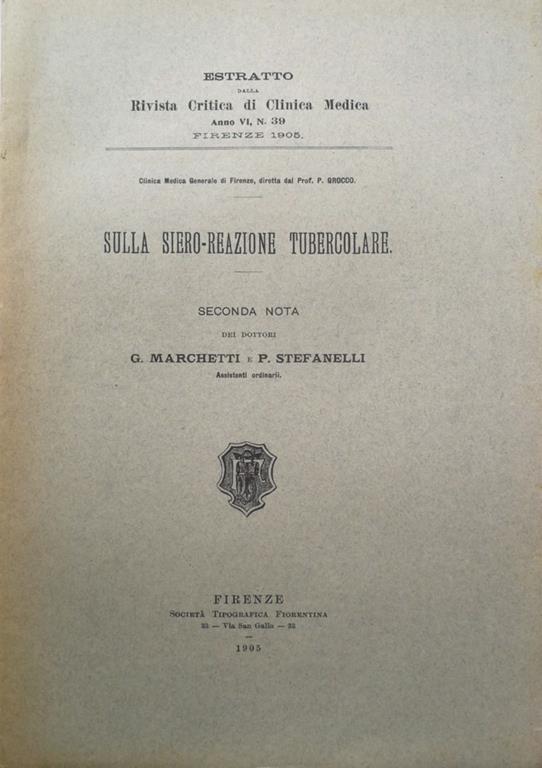 ESTRATTO
DALLA
Rivista Critica di Clinica Medica
Anno VI, N. 39
FIRENZE 1905.
Clinica Medica Generale di Firenze, diretta dal Prof. P. GROCCO.
SULLA SIERO-REAZIONE TUBERCOLARE.
SECONDA NOTA
DEI DOTTORI
G. MARCHETTI E P. STEFANELLI
Assistenti ordinarii.
FIRENZE
SOCIETÀ TIPOGRAFICA FIORENTINA
33 — Via San Gallo — 33
1905